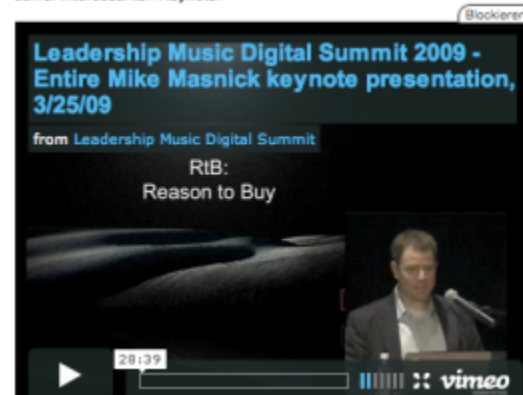 Blockieren
Leadership Music Digital Summit 2009 -
Entire Mike Masnick keynote presentation,
3/25/09
from Leadership Music Digital Summit
RtB:
Reason to Buy
28:39
vimeo